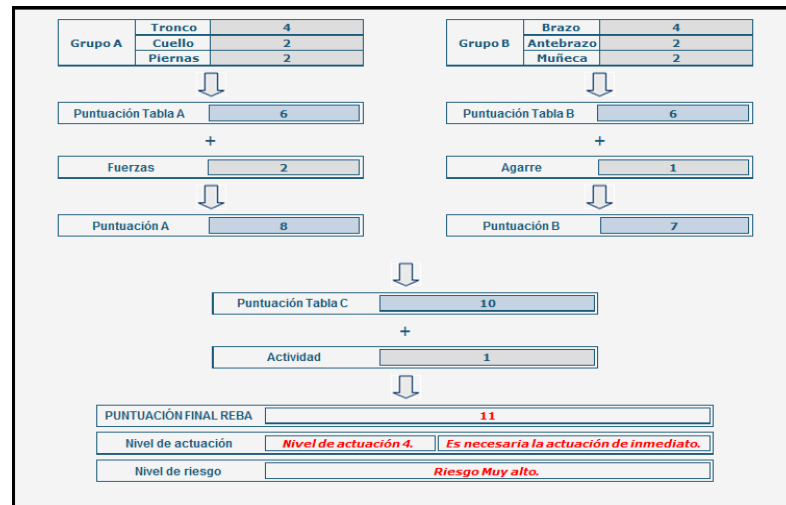 Grupo A Tronco 4 Grupo B Brazo 4
Cuello 2 Antebrazo 2
Piernas 2 Muñeca 2
Puntuación Tabla A 6 Puntuación Tabla B 6
+ +
Fuerzas 2 Agarre 1
Puntuación A 8 Puntuación B 7
Puntuación Tabla C 10
+
Actividad 1
PUNTUACIÓN FINAL REBA 11
Nivel de actuación Nivel de actuación 4. Es necesaria la actuación de inmediato.
Nivel de riesgo Riesgo Muy alto.